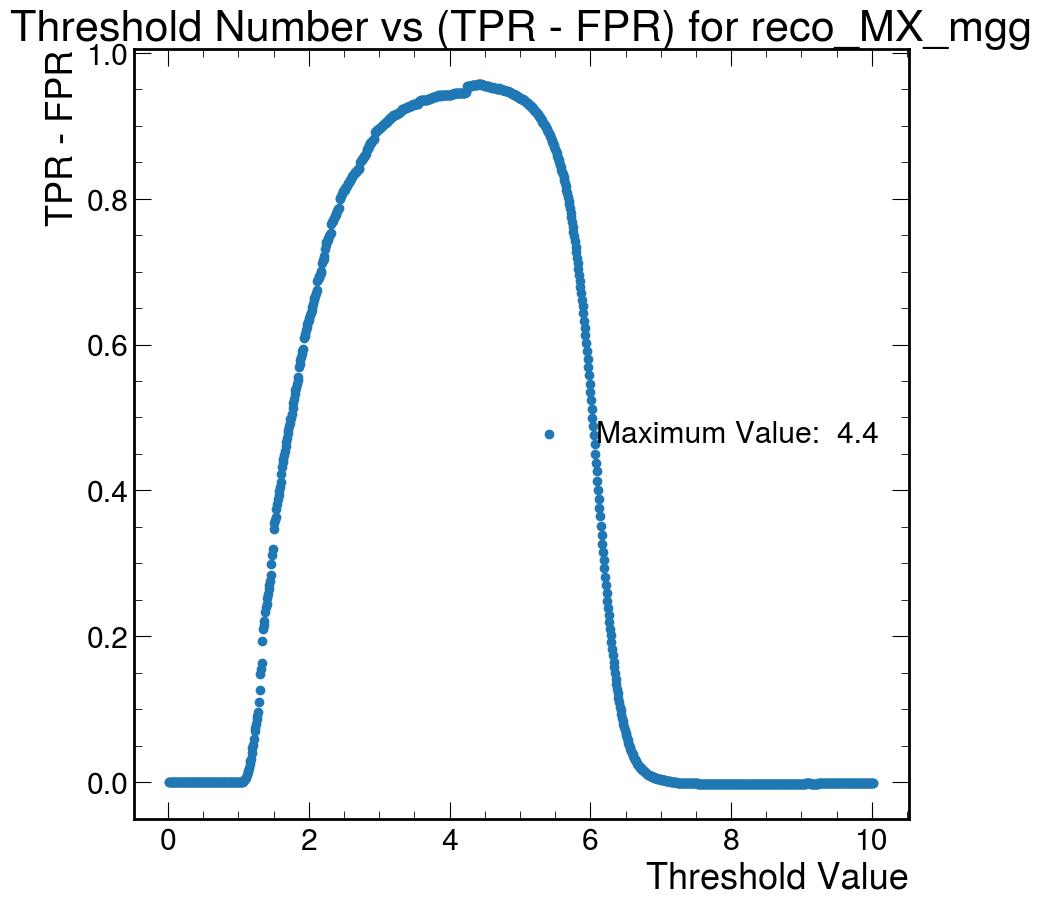 Threshold Number vs (TPR - FPR) for reco_MX_mgg
TPR - FPR
1.0
0.8
0.6
0.4
0.2
0.0
Maximum Value: 4.4
0 2 4 6 8 10
Threshold Value